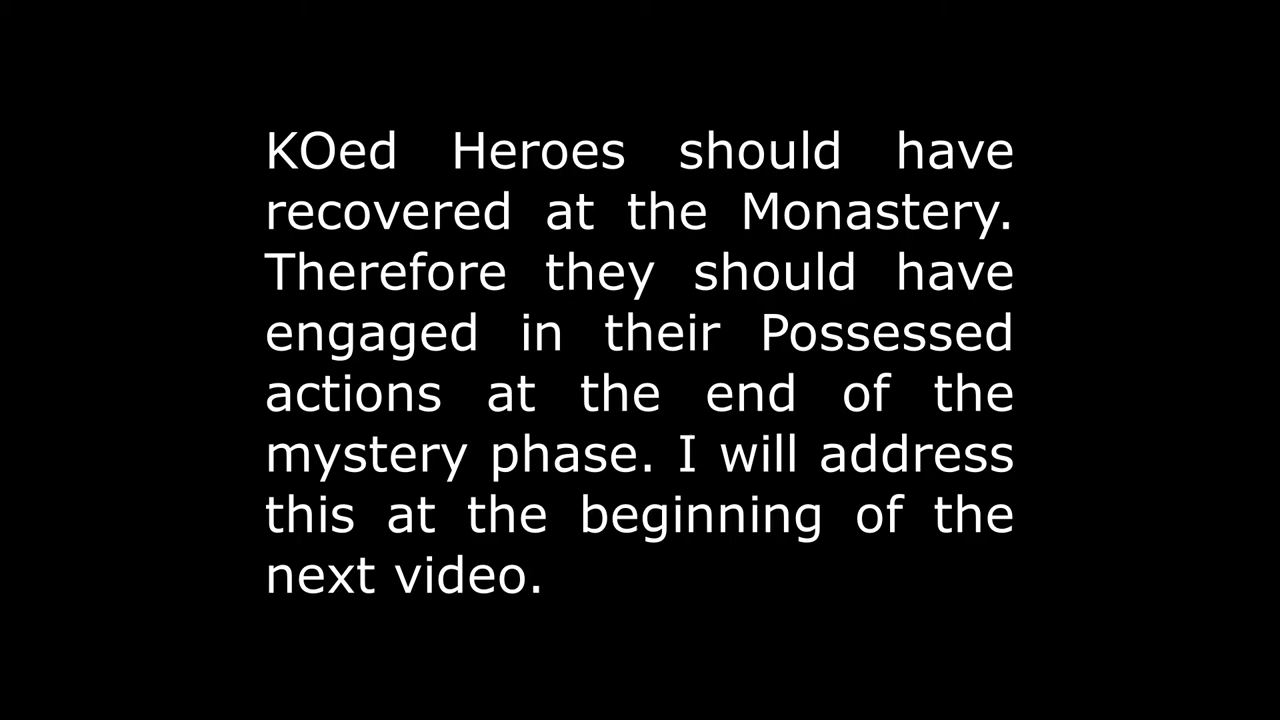 KOed Heroes should have
recovered at the Monastery.
Therefore they should have
engaged in their Possessed
actions at the end of the
mystery phase. I will address
this at the beginning of the
next video.